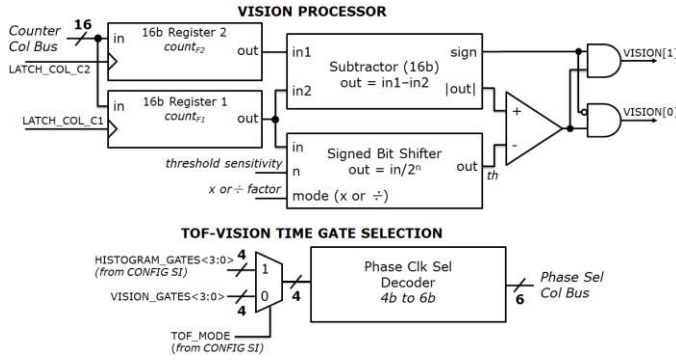 VISION PROCESSOR
Counter
Col Bus
16
in
16b Register 2
count_F2
out
LATCH_COL_C2
in
16b Register 1
count_F1
out
LATCH_COL_C1
in1
in2
Subtractor (16b)
out = in1–in2
sign
|out|
threshold sensitivity
x or ÷ factor
in
n
mode (x or ÷)
Signed Bit Shifter
out = in/2ⁿ
out
th
+
-
VISION[1]
VISION[0]
TOF-VISION TIME GATE SELECTION
HISTOGRAM_GATES<3:0>
(from CONFIG SI)
4
VISION_GATES<3:0>
4
1
0
TOF_MODE
(from CONFIG SI)
4
Phase Clk Sel
Decoder
4b to 6b
6
Phase Sel
Col Bus